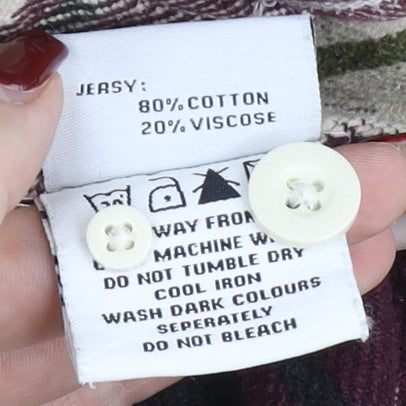 JERSY:
80% COTTON
20% VISCOSE
WAY FROM
MACHINE
DO NOT TUMBLE DRY
COOL IRON
WASH DARK COLOURS
SEPERATELY
DO NOT BLEACH